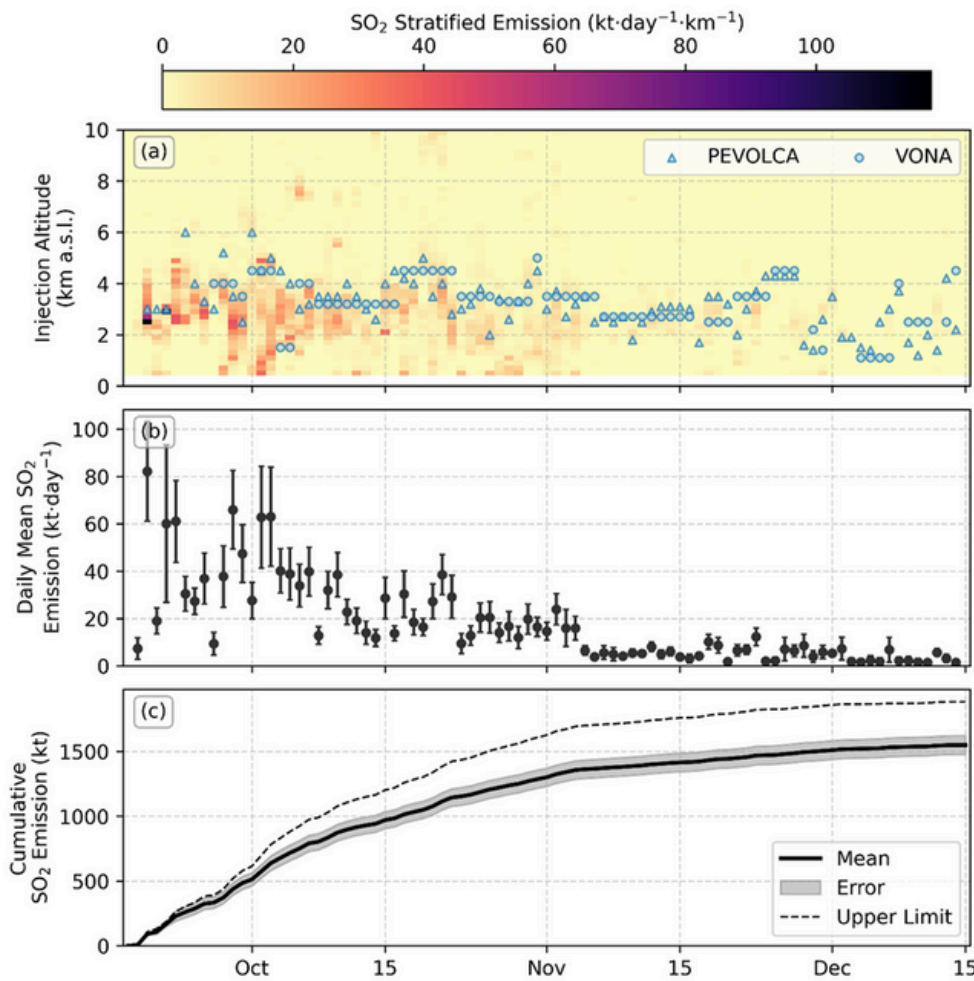 SO₂ Stratified Emission (kt·day⁻¹·km⁻¹)
0 20 40 60 80 100
(a)
PEVOLCA VONA
Injection Altitude
(km a.s.l.)
10
8
6
4
2
0
(b)
Daily Mean SO₂
Emission (kt·day⁻¹)
100
80
60
40
20
0
(c)
Cumulative
SO₂ Emission (kt)
1500
1000
500
0
Mean
Error
Upper Limit
Oct 15 Nov 15 Dec 15